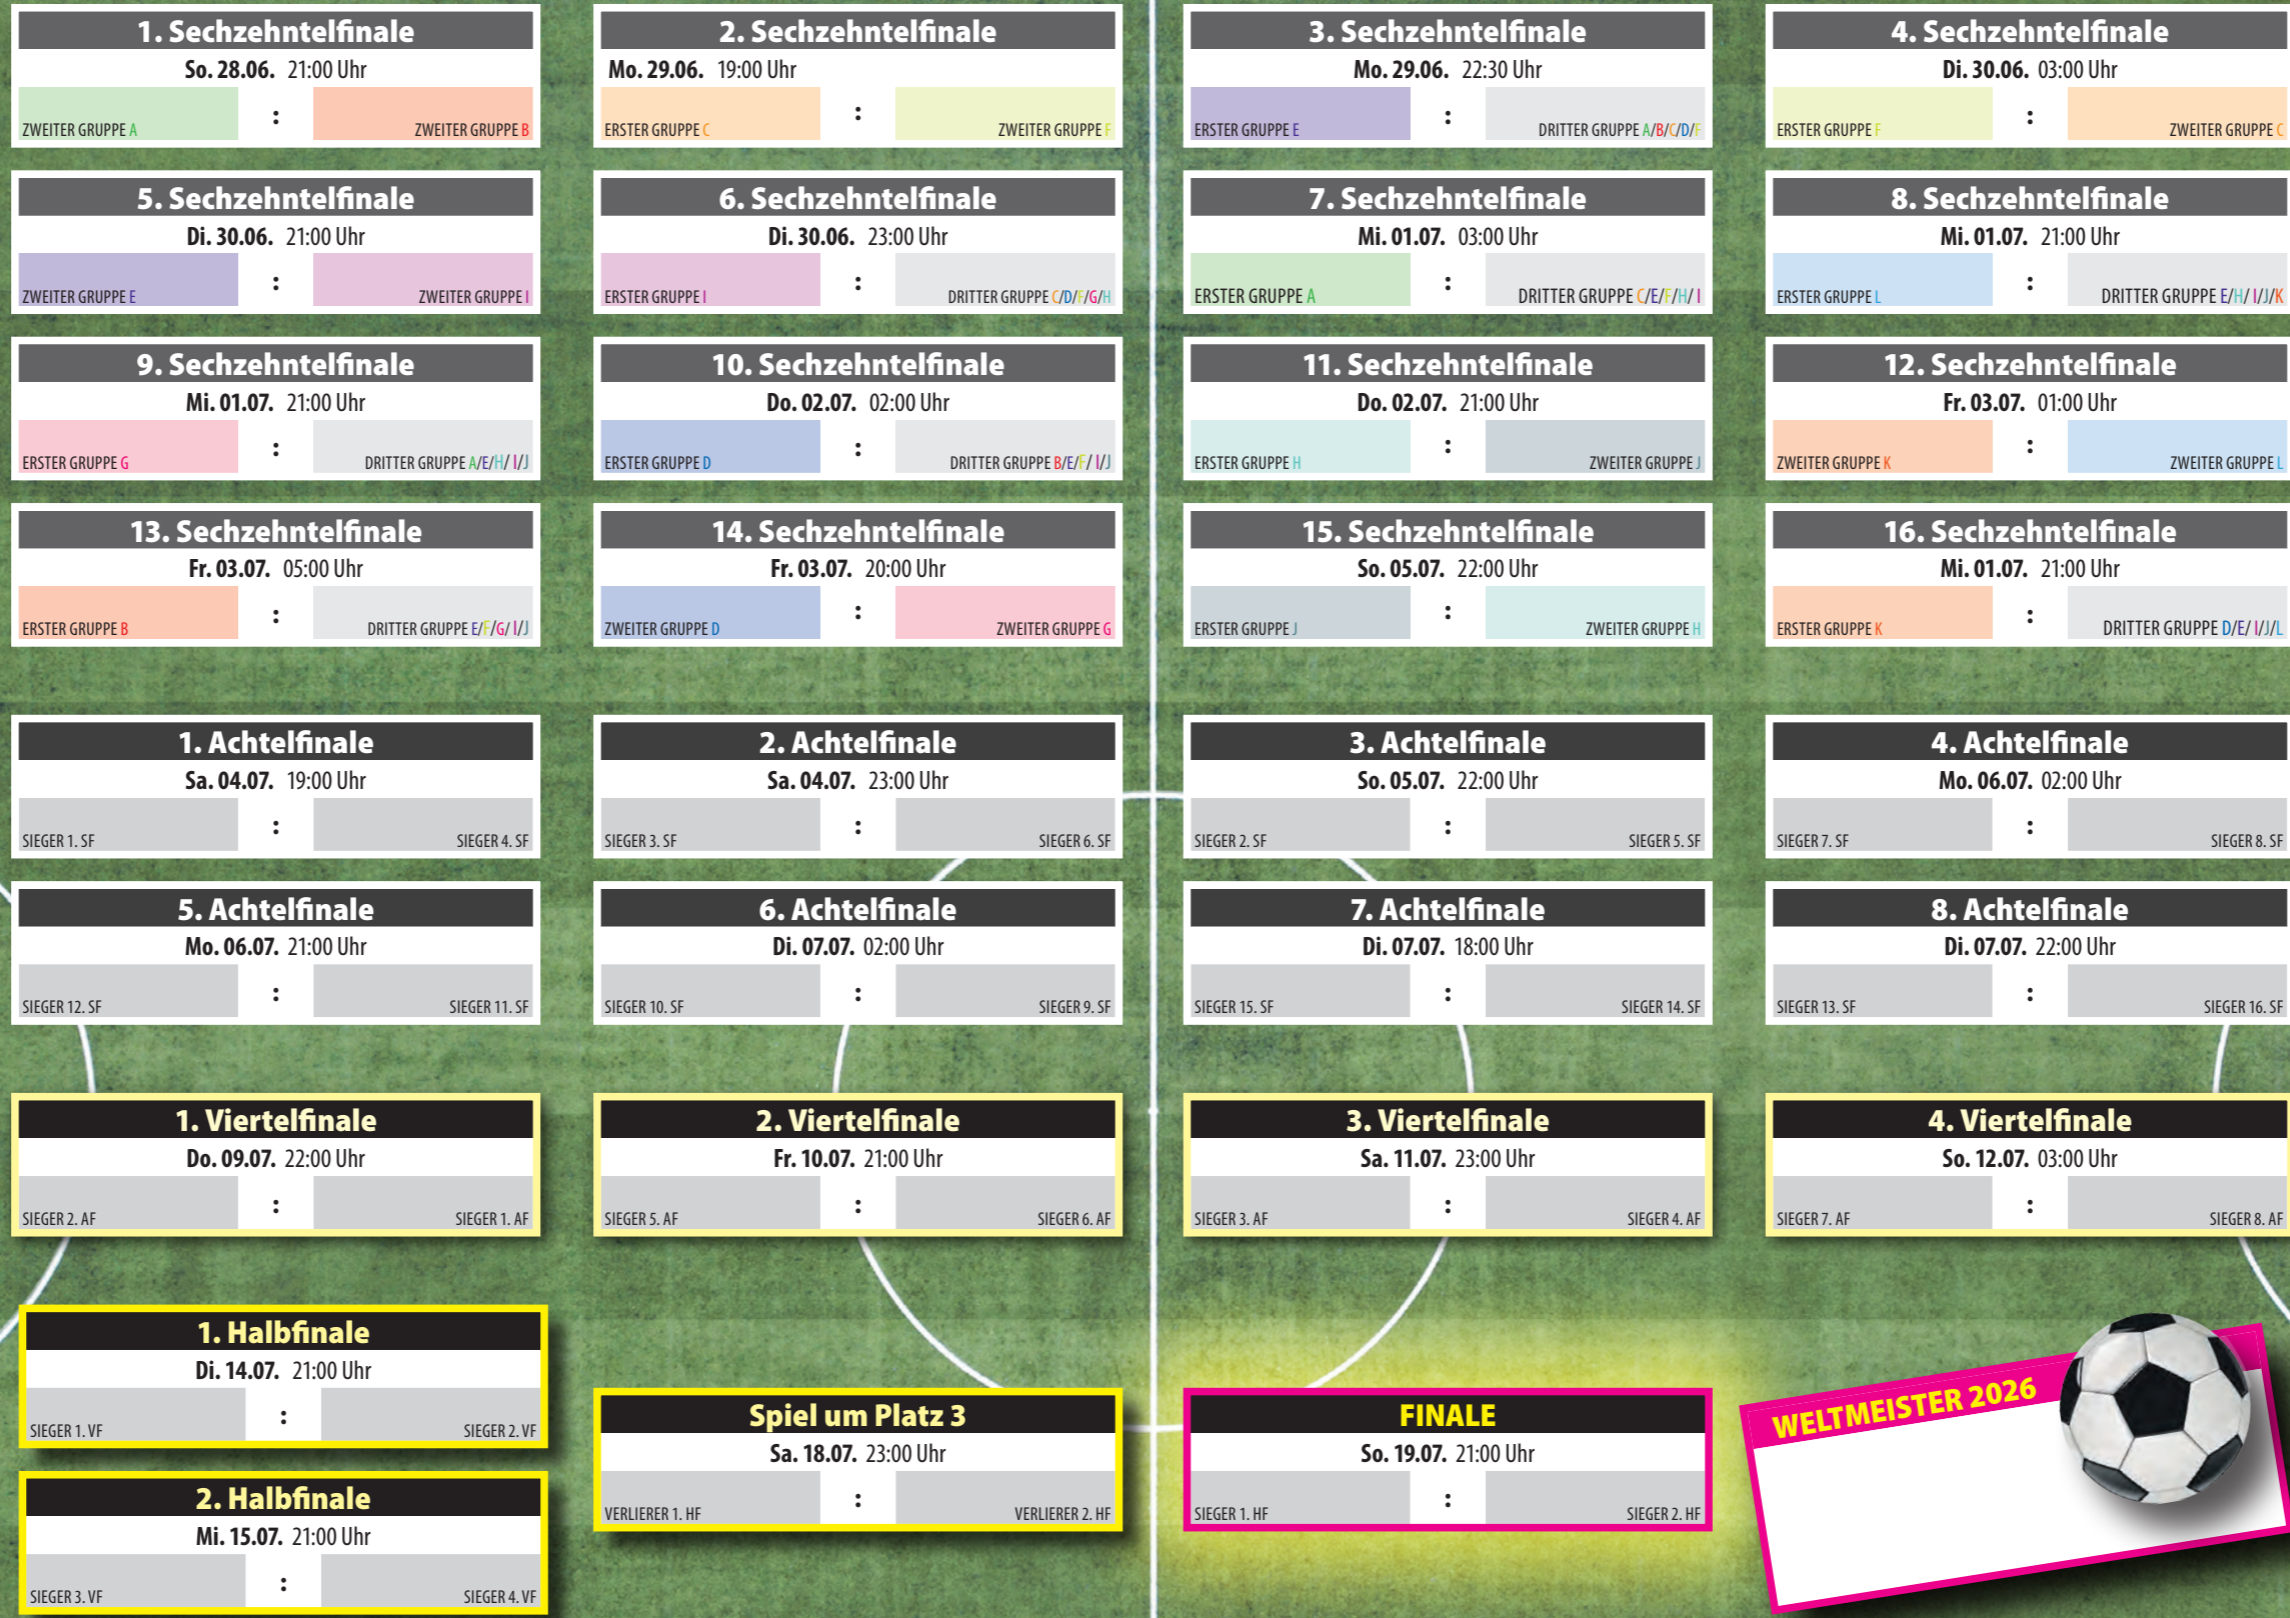 1. Sechzehntelfinale
So. 28.06. 21:00 Uhr
:
ZWEITER GRUPPE A
ZWEITER GRUPPE B
2. Sechzehntelfinale
Mo. 29.06. 19:00 Uhr
:
ERSTER GRUPPE C
ZWEITER GRUPPE F
3. Sechzehntelfinale
Mo. 29.06. 22:30 Uhr
:
ERSTER GRUPPE E
DRITTER GRUPPE A/B/C/D/F
4. Sechzehntelfinale
Di. 30.06. 03:00 Uhr
:
ERSTER GRUPPE F
ZWEITER GRUPPE C
5. Sechzehntelfinale
Di. 30.06. 21:00 Uhr
:
ZWEITER GRUPPE E
ZWEITER GRUPPE I
6. Sechzehntelfinale
Di. 30.06. 23:00 Uhr
:
ERSTER GRUPPE I
DRITTER GRUPPE C/D/F/G/H
7. Sechzehntelfinale
Mi. 01.07. 03:00 Uhr
:
ERSTER GRUPPE A
DRITTER GRUPPE C/E/F/H/ I
8. Sechzehntelfinale
Mi. 01.07. 21:00 Uhr
:
ERSTER GRUPPE L
DRITTER GRUPPE E/H/ I/J/K
9. Sechzehntelfinale
Mi. 01.07. 21:00 Uhr
:
ERSTER GRUPPE G
DRITTER GRUPPE A/E/H/ I/J
10. Sechzehntelfinale
Do. 02.07. 02:00 Uhr
:
ERSTER GRUPPE D
DRITTER GRUPPE B/E/F/ I/J
11. Sechzehntelfinale
Do. 02.07. 21:00 Uhr
:
ERSTER GRUPPE H
ZWEITER GRUPPE J
12. Sechzehntelfinale
Fr. 03.07. 01:00 Uhr
:
ZWEITER GRUPPE K
ZWEITER GRUPPE L
13. Sechzehntelfinale
Fr. 03.07. 05:00 Uhr
:
ERSTER GRUPPE B
DRITTER GRUPPE E/F/G/ I/J
14. Sechzehntelfinale
Fr. 03.07. 20:00 Uhr
:
ZWEITER GRUPPE D
ZWEITER GRUPPE G
15. Sechzehntelfinale
So. 05.07. 22:00 Uhr
:
ERSTER GRUPPE J
ZWEITER GRUPPE H
16. Sechzehntelfinale
Mi. 01.07. 21:00 Uhr
:
ERSTER GRUPPE K
DRITTER GRUPPE D/E/ I/J/L
1. Achtelfinale
Sa. 04.07. 19:00 Uhr
:
SIEGER 1. SF
SIEGER 4. SF
2. Achtelfinale
Sa. 04.07. 23:00 Uhr
:
SIEGER 3. SF
SIEGER 6. SF
3. Achtelfinale
So. 05.07. 22:00 Uhr
:
SIEGER 2. SF
SIEGER 5. SF
4. Achtelfinale
Mo. 06.07. 02:00 Uhr
:
SIEGER 7. SF
SIEGER 8. SF
5. Achtelfinale
Mo. 06.07. 21:00 Uhr
:
SIEGER 12. SF
SIEGER 11. SF
6. Achtelfinale
Di. 07.07. 02:00 Uhr
:
SIEGER 10. SF
SIEGER 9. SF
7. Achtelfinale
Di. 07.07. 18:00 Uhr
:
SIEGER 15. SF
SIEGER 14. SF
8. Achtelfinale
Di. 07.07. 22:00 Uhr
:
SIEGER 13. SF
SIEGER 16. SF
1. Viertelfinale
Do. 09.07. 22:00 Uhr
:
SIEGER 2. AF
SIEGER 1. AF
2. Viertelfinale
Fr. 10.07. 21:00 Uhr
:
SIEGER 5. AF
SIEGER 6. AF
3. Viertelfinale
Sa. 11.07. 23:00 Uhr
:
SIEGER 3. AF
SIEGER 4. AF
4. Viertelfinale
So. 12.07. 03:00 Uhr
:
SIEGER 7. AF
SIEGER 8. AF
1. Halbfinale
Di. 14.07. 21:00 Uhr
:
SIEGER 1. VF
SIEGER 2. VF
2. Halbfinale
Mi. 15.07. 21:00 Uhr
:
SIEGER 3. VF
SIEGER 4. VF
Spiel um Platz 3
Sa. 18.07. 23:00 Uhr
:
VERLIERER 1. HF
VERLIERER 2. HF
FINALE
So. 19.07. 21:00 Uhr
:
SIEGER 1. HF
SIEGER 2. HF
WELTMEISTER 2026